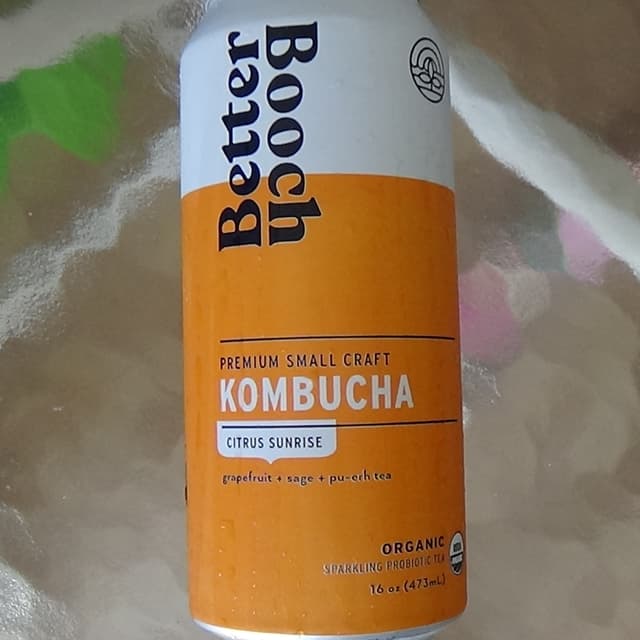 Better
Booch
PREMIUM SMALL CRAFT
KOMBUCHA
CITRUS SUNRISE
grapefruit + sage + pu-erh tea
ORGANIC
SPARKLING PROBIOTIC TEA
16 oz (473mL)